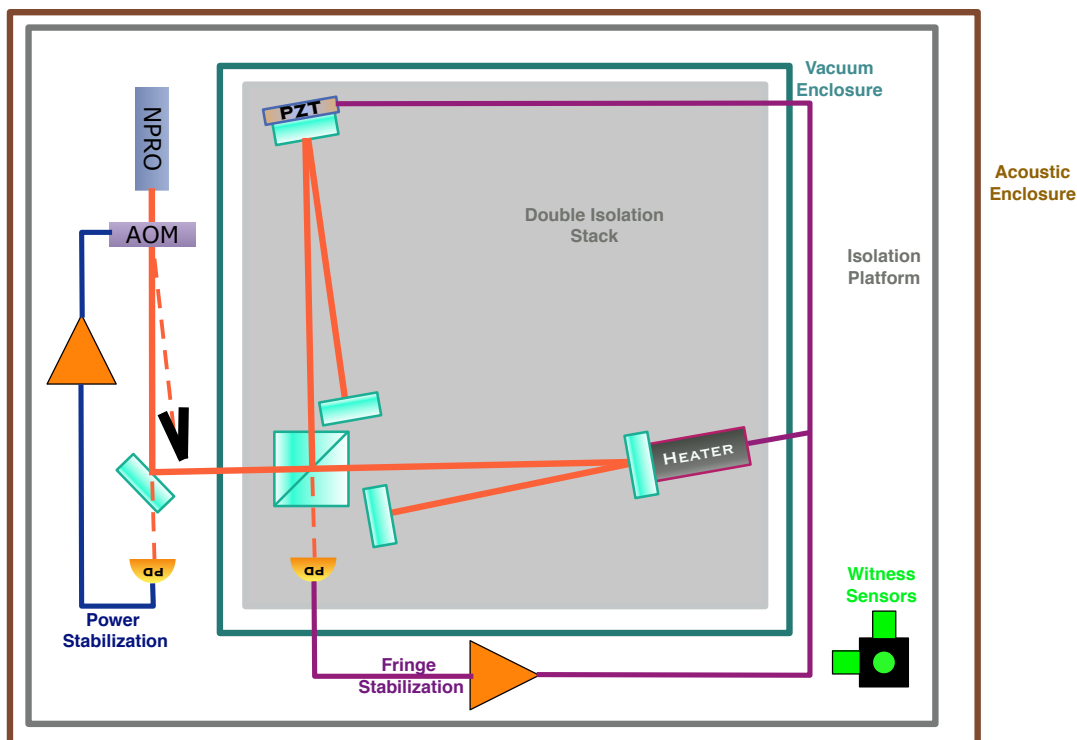 Vacuum
Enclosure
PZT
NPRO
Acoustic
Enclosure
Double Isolation
Stack
AOM
Isolation
Platform
HEATER
PD
PD
Witness
Sensors
Power
Stabilization
Fringe
Stabilization